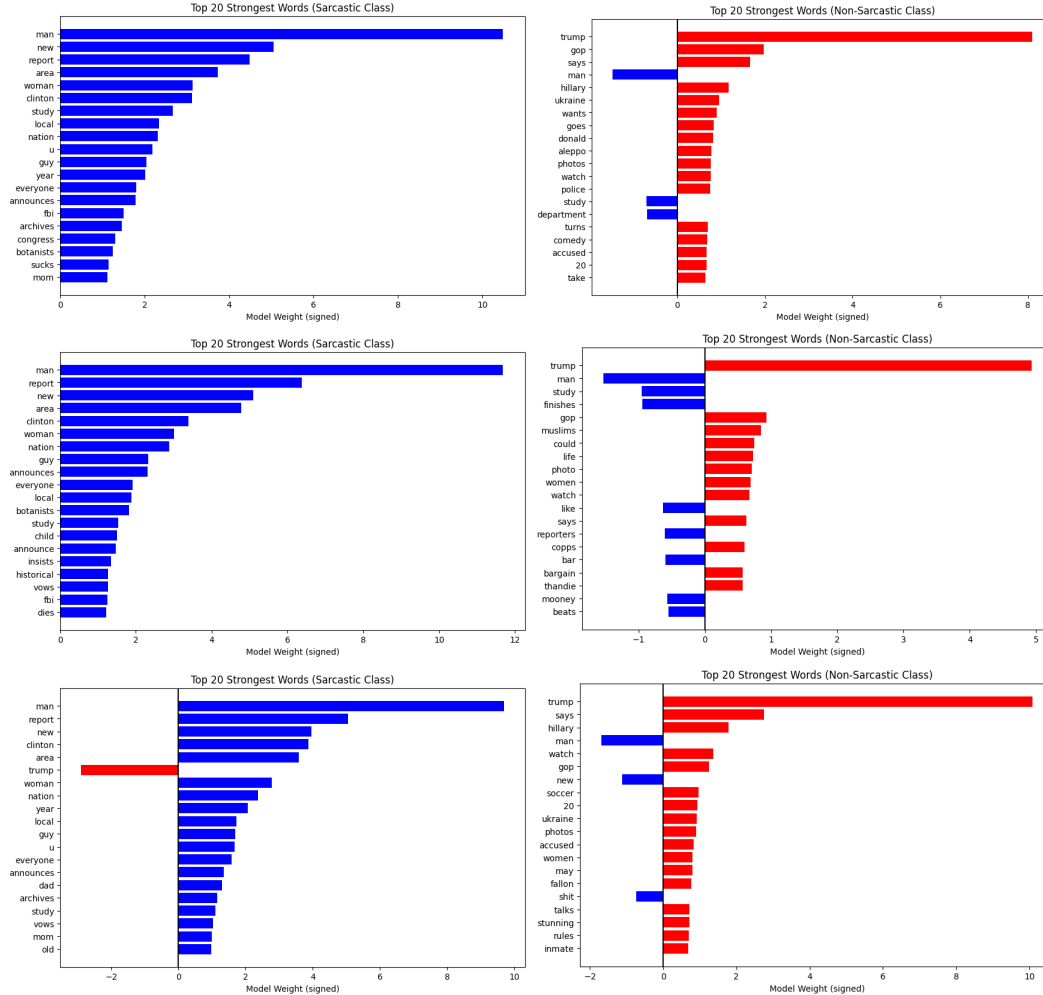 Top 20 Strongest Words (Sarcastic Class)
man
new
report
area
woman
clinton
study
local
nation
u
guy
year
everyone
announces
fbi
archives
congress
botanists
sucks
mom
0 2 4 6 8 10
Model Weight (signed)
Top 20 Strongest Words (Non-Sarcastic Class)
trump
gop
says
man
hillary
ukraine
wants
goes
donald
aleppo
photos
watch
police
study
department
turns
comedy
accused
20
take
0 2 4 6 8
Model Weight (signed)
Top 20 Strongest Words (Sarcastic Class)
man
report
new
area
clinton
woman
nation
guy
announces
everyone
local
botanists
study
child
announce
insists
historical
vows
fbi
dies
0 2 4 6 8 10 12
Model Weight (signed)
Top 20 Strongest Words (Non-Sarcastic Class)
trump
man
study
finishes
gop
muslims
could
life
photo
women
watch
like
says
reporters
copps
bar
bargain
thandie
mooney
beats
−1 0 1 2 3 4 5
Model Weight (signed)
Top 20 Strongest Words (Sarcastic Class)
man
report
new
clinton
area
trump
woman
nation
year
local
guy
u
everyone
announces
dad
archives
study
vows
mom
old
−2 0 2 4 6 8 10
Model Weight (signed)
Top 20 Strongest Words (Non-Sarcastic Class)
trump
says
hillary
man
watch
gop
new
soccer
20
ukraine
photos
accused
women
may
fallon
shit
talks
stunning
rules
inmate
−2 0 2 4 6 8 10
Model Weight (signed)